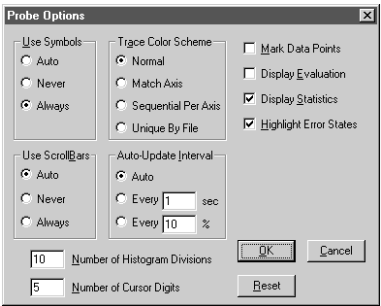 Probe Options
Use Symbols
Auto
Never
Always
Trace Color Scheme
Normal
Match Axis
Sequential Per Axis
Unique By File
Mark Data Points
Display Evaluation
Display Statistics
Highlight Error States
Use ScrollBars
Auto
Never
Always
Auto-Update Interval
Auto
Every 1 sec
Every 10 %
10 Number of Histogram Divisions
5 Number of Cursor Digits
OK
Cancel
Reset